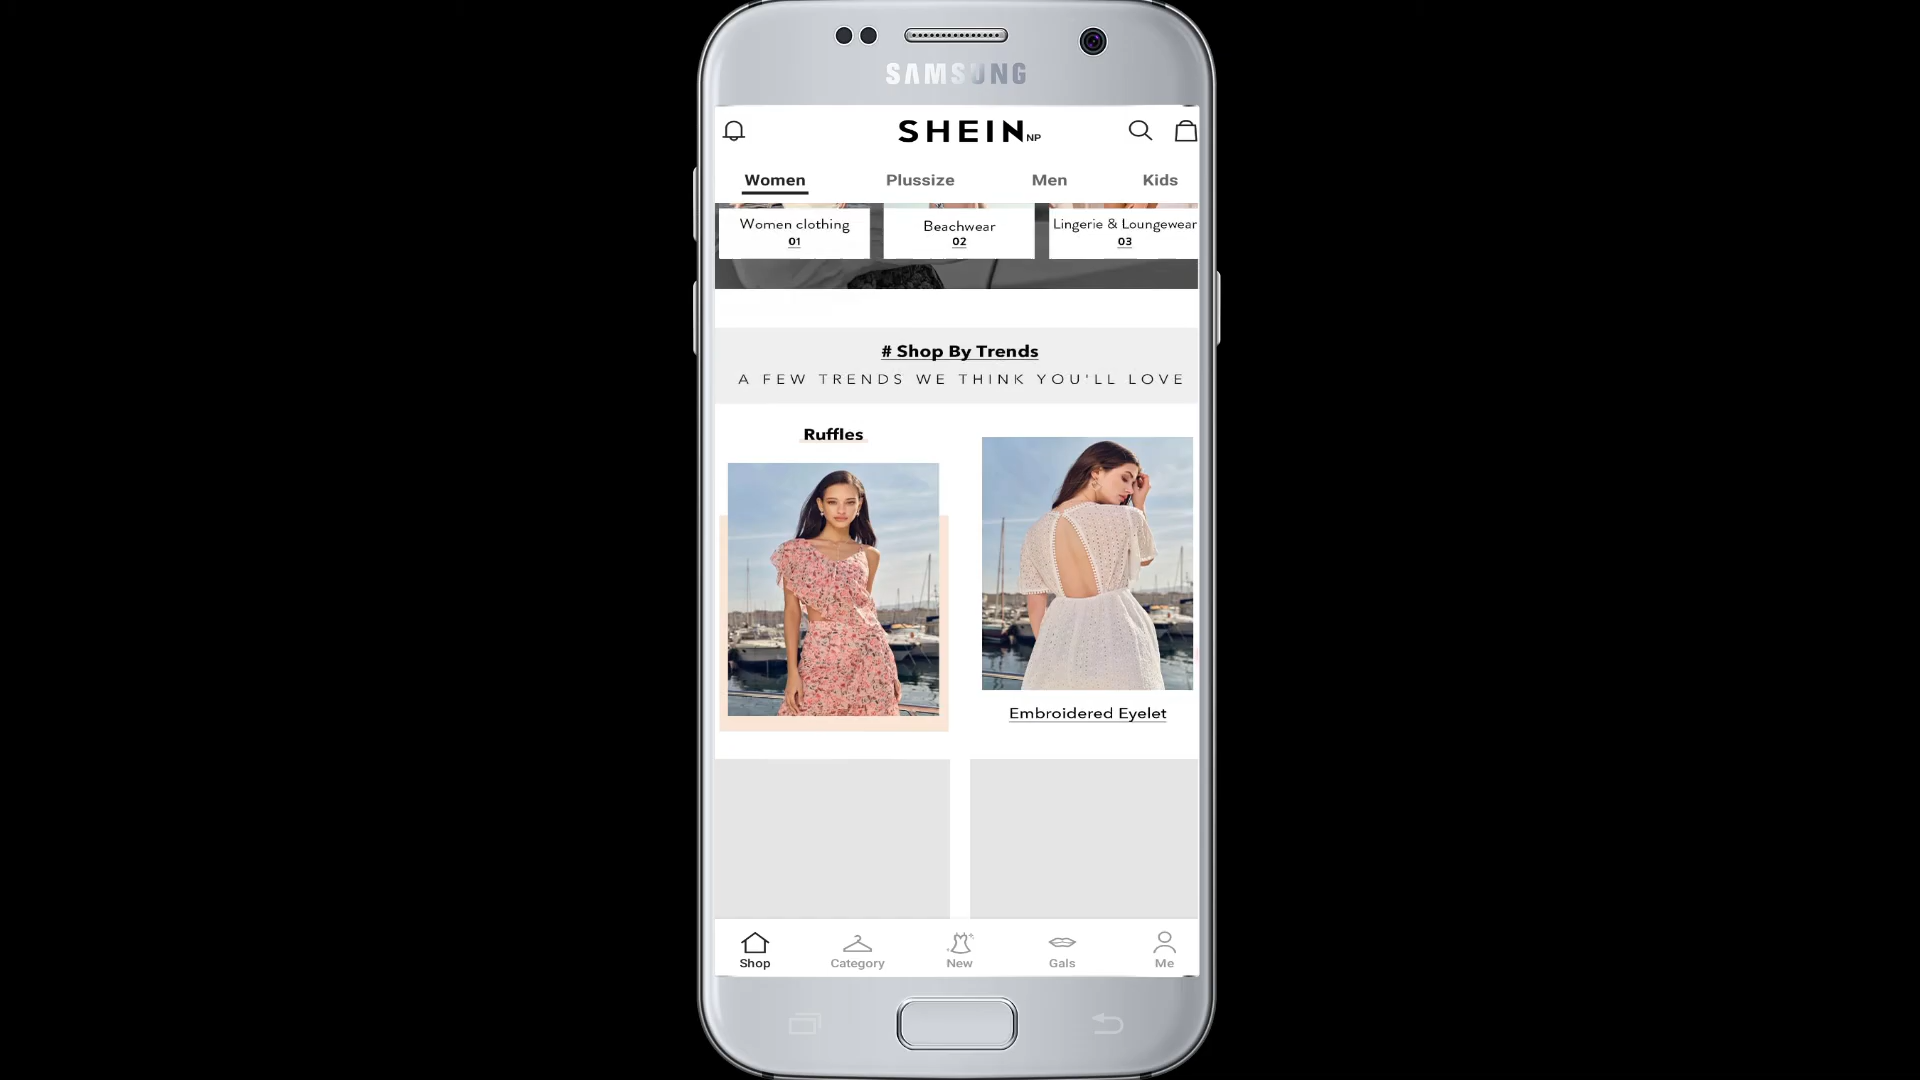 SAMSUNG
SHEIN NP
Women Plussize Men Kids
Women clothing Beachwear Lingerie & Loungewear
01 02 03
# Shop By Trends
A FEW TRENDS WE THINK YOU'LL LOVE
Ruffles
Embroidered Eyelet
Shop Category New Gals Me